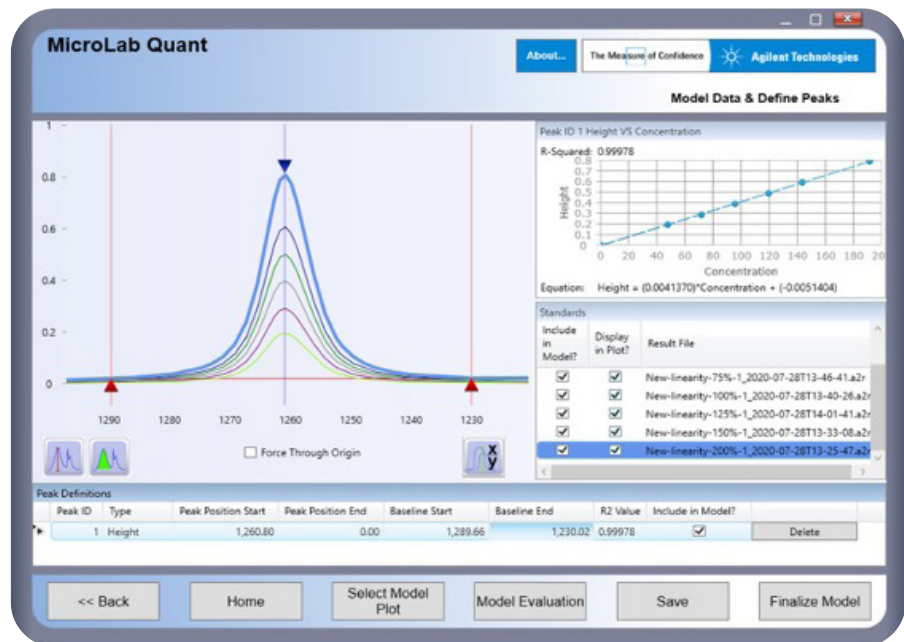 MicroLab Quant
About...
The Measure of Confidence
Agilent Technologies
Model Data & Define Peaks
1
0.8
0.6
0.4
0.2
0
1290 1280 1270 1260 1250 1240 1230
Force Through Origin
x
y
Peak ID 1 Height VS Concentration
R-Squared: 0.99978
0.8
0.7
0.6
0.5
0.4
0.3
0.2
0.1
0
Height
0 20 40 60 80 100 120 140 160 180 20
Concentration
Equation: Height = (0.0041370)*Concentration + (-0.0051404)
Standards
Include in Model? Display in Plot? Result File
New-linearity-75%-1_2020-07-28T13-46-41.a2r
New-linearity-100%-1_2020-07-28T13-40-26.a2r
New-linearity-125%-1_2020-07-28T14-01-41.a2r
New-linearity-150%-1_2020-07-28T13-33-08.a2r
New-linearity-200%-1_2020-07-28T13-25-47.a2r
Peak Definitions
Peak ID Type Peak Position Start Peak Position End Baseline Start Baseline End R2 Value Include in Model?
1 Height 1,260.80 0.00 1,289.66 1,230.02 0.99978 Delete
<< Back
Home
Select Model
Plot
Model Evaluation
Save
Finalize Model